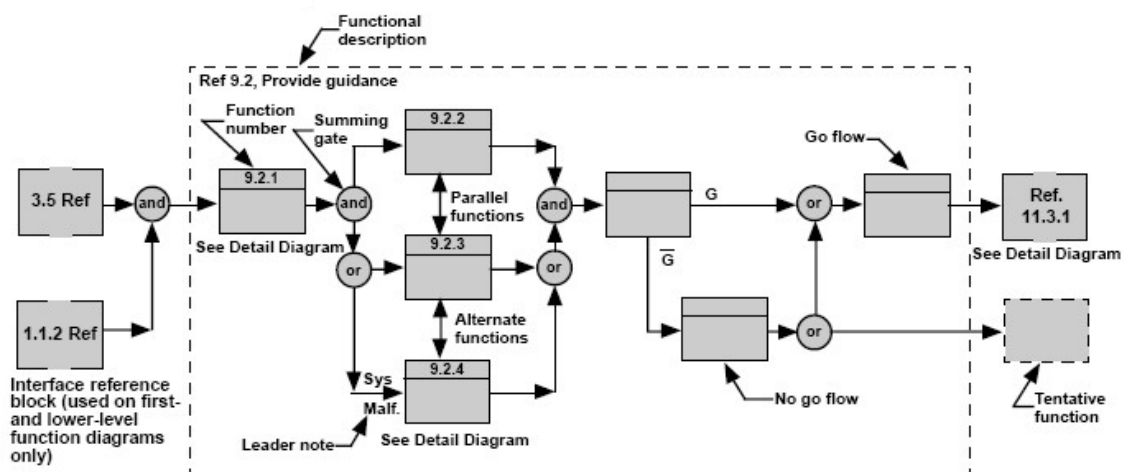 Functional
description
Ref 9.2, Provide guidance
Function
number
Summing
gate
9.2.2
Go flow
9.2.1
3.5 Ref
and
and
Parallel
functions
and
G
or
Ref.
11.3.1
See Detail Diagram
See Detail Diagram
9.2.3
G
or
or
1.1.2 Ref
Alternate
functions
or
Interface reference
block (used on first-
and lower-level
function diagrams
only)
Sys
Malf.
9.2.4
No go flow
Tentative
function
Leader note
See Detail Diagram